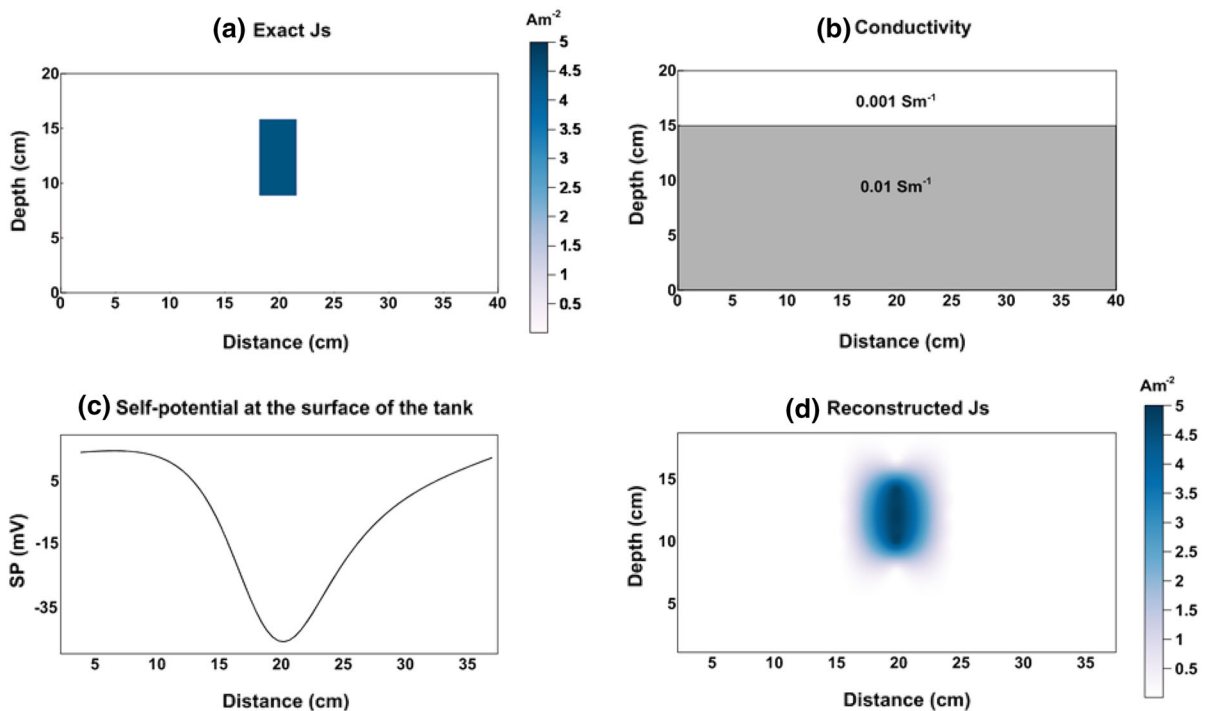 (a) Exact Js
Am-2
20
15
10
5
0
Depth (cm)
0 5 10 15 20 25 30 35 40
Distance (cm)
5
4.5
4
3.5
3
2.5
2
1.5
1
0.5
(b) Conductivity
20
15
10
5
0
Depth (cm)
0.001 Sm-1
0.01 Sm-1
0 5 10 15 20 25 30 35 40
Distance (cm)
(c) Self-potential at the surface of the tank
5
-15
-35
SP (mV)
5 10 15 20 25 30 35
Distance (cm)
(d) Reconstructed Js
Am-2
15
10
5
Depth (cm)
5 10 15 20 25 30 35
Distance (cm)
5
4.5
4
3.5
3
2.5
2
1.5
1
0.5